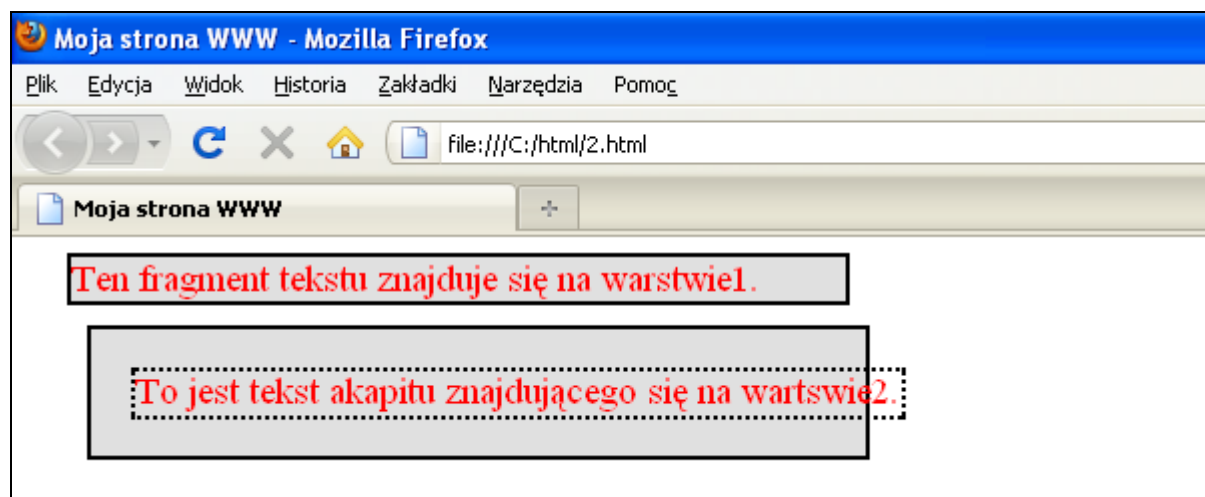 Moja strona WWW - Mozilla Firefox
Plik Edycja Widok Historia Zakładki Narzędzia Pomoc
file:///C:/html/2.html
Moja strona WWW
Ten fragment tekstu znajduje się na warstwie1.
To jest tekst akapitu znajdującego się na wartswie2.